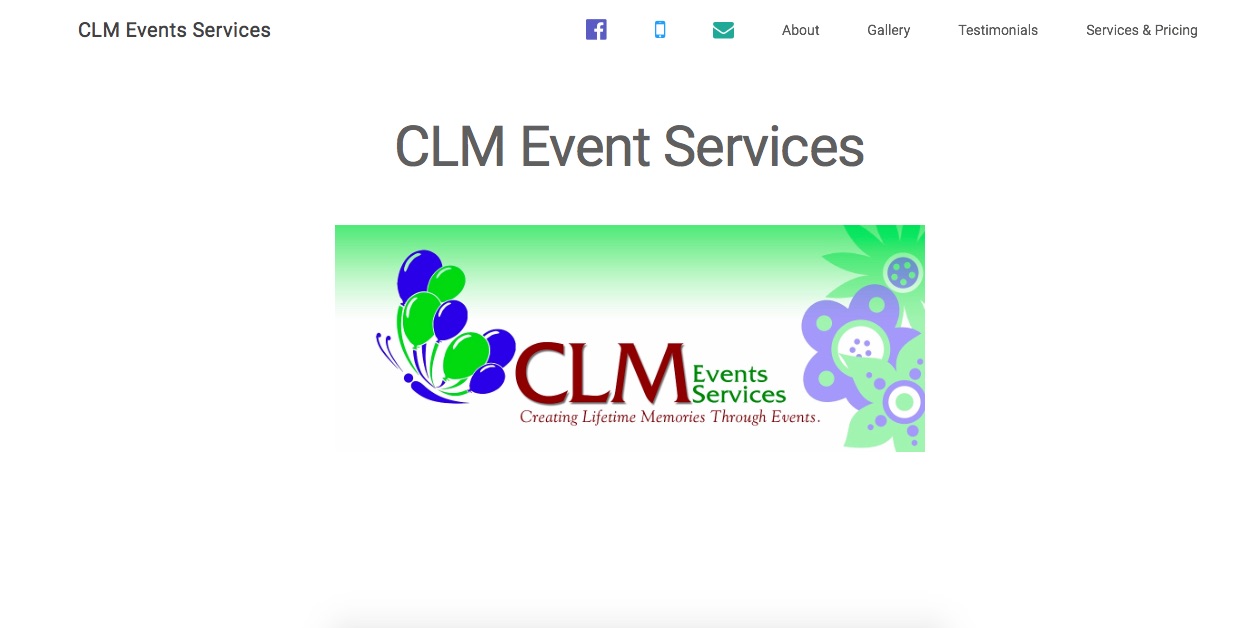 CLM Events Services
About
Gallery
Testimonials
Services & Pricing
CLM Event Services
CLM Events
Services
Creating Lifetime Memories Through Events.